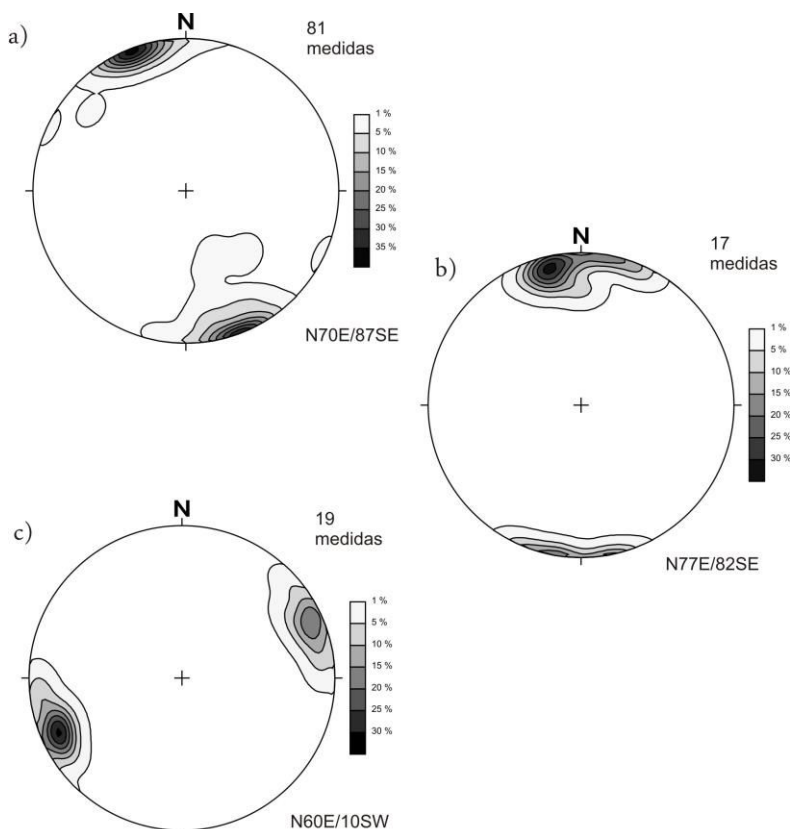 a)
N
81
medidas
1 %
5 %
10 %
15 %
20 %
25 %
30 %
35 %
N70E/87SE
b)
N
17
medidas
1 %
5 %
10 %
15 %
20 %
25 %
30 %
N77E/82SE
c)
N
19
medidas
1 %
5 %
10 %
15 %
20 %
25 %
30 %
N60E/10SW